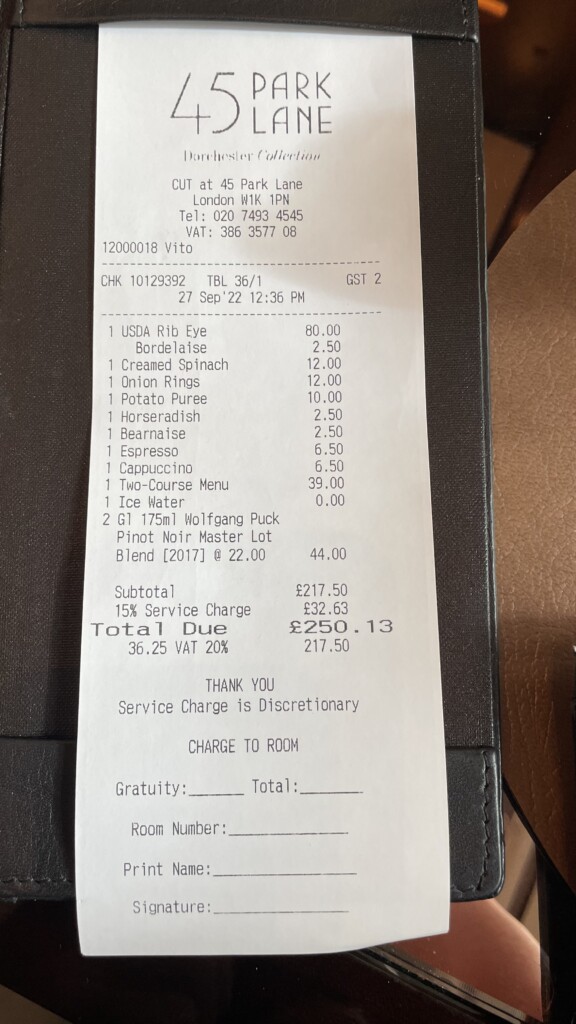 45 PARK
LANE
Dorchester Collection
CUT at 45 Park Lane
London W1K 1PN
Tel: 020 7493 4545
VAT: 386 3577 08
12000018 Vito
CHK 10129392 TBL 36/1 GST 2
27 Sep'22 12:36 PM
1 USDA Rib Eye 80.00
Bordelaise 2.50
1 Creamed Spinach 12.00
1 Onion Rings 12.00
1 Potato Puree 10.00
1 Horseradish 2.50
1 Bearnaise 2.50
1 Espresso 6.50
1 Cappuccino 6.50
1 Two-Course Menu 39.00
1 Ice Water 0.00
2 Gl 175ml Wolfgang Puck
Pinot Noir Master Lot
Blend [2017] @ 22.00 44.00
Subtotal £217.50
15% Service Charge £32.63
Total Due £250.13
36.25 VAT 20% 217.50
THANK YOU
Service Charge is Discretionary
CHARGE TO ROOM
Gratuity:______ Total:_______
Room Number:_____________
Print Name:________________
Signature:_______________